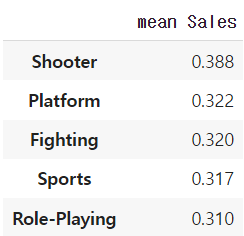 mean Sales
Shooter 0.388
Platform 0.322
Fighting 0.320
Sports 0.317
Role-Playing 0.310